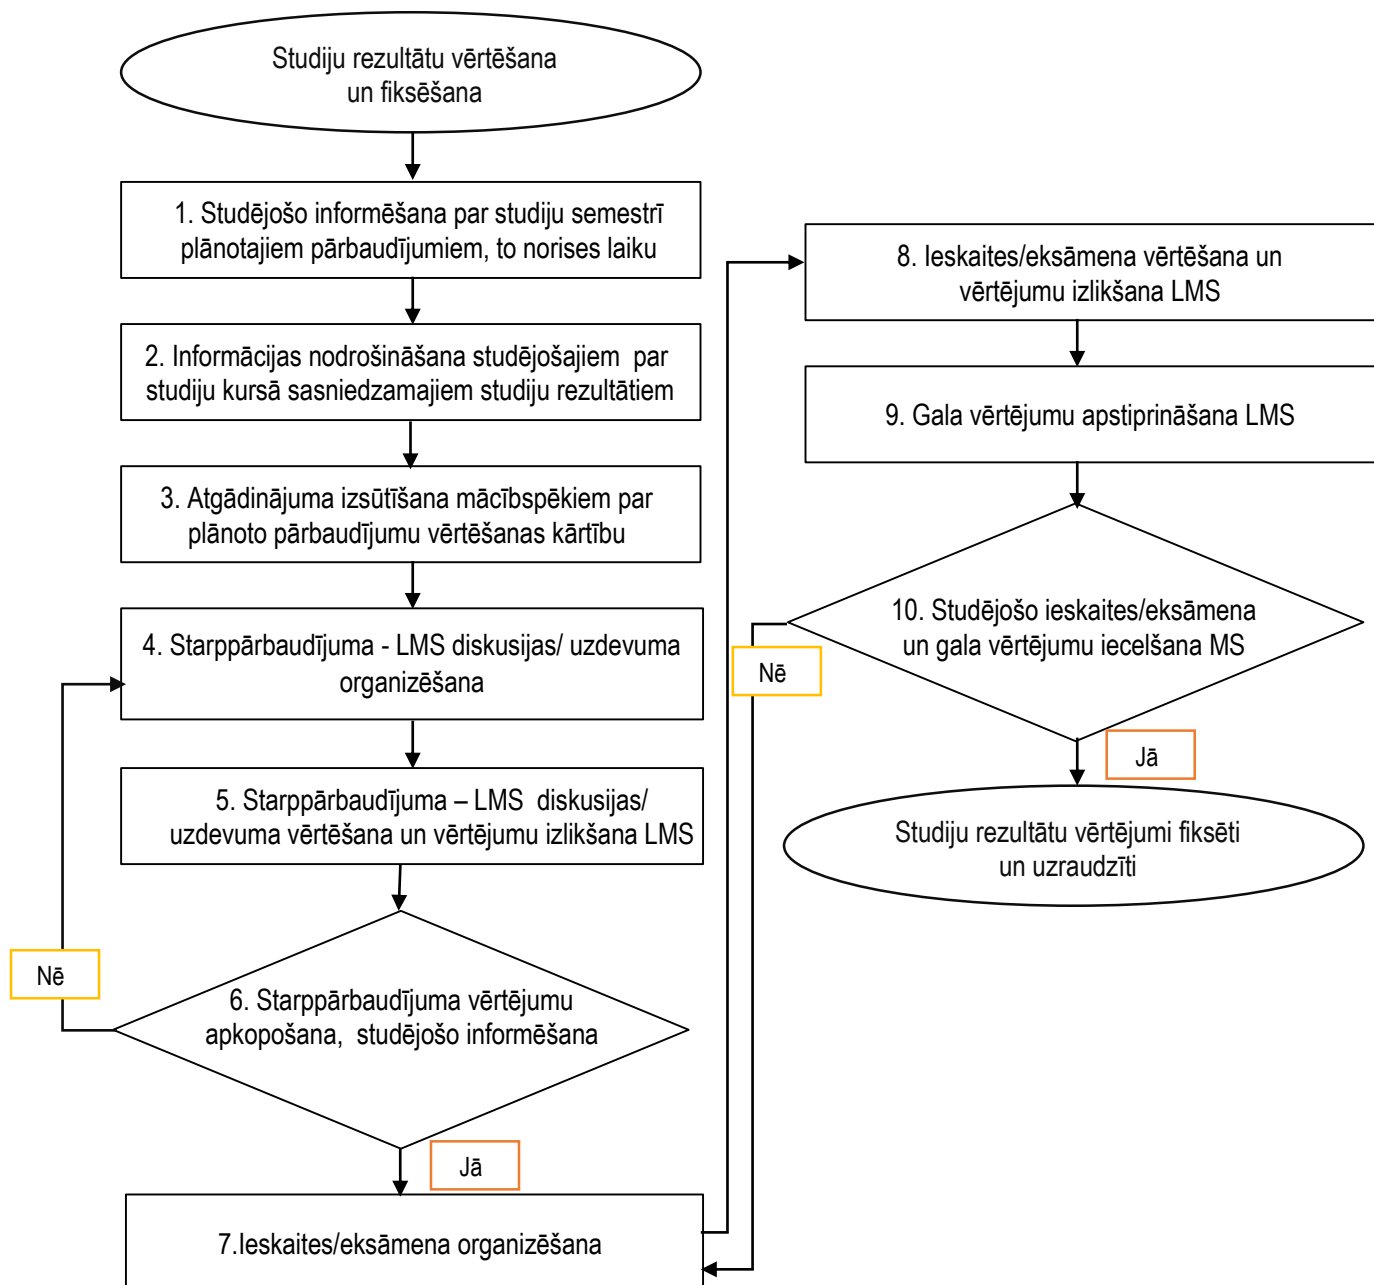 Studiju rezultātu vērtēšana
un fiksēšana
1. Studējošo informēšana par studiju semestrī
plānotajiem pārbaudījumiem, to norises laiku
2. Informācijas nodrošināšana studējošajiem par
studiju kursā sasniedzamajiem studiju rezultātiem
3. Atgādinājuma izsūtīšana mācībspēkiem par
plānoto pārbaudījumu vērtēšanas kārtību
4. Starppārbaudījuma - LMS diskusijas/ uzdevuma
organizēšana
5. Starppārbaudījuma – LMS diskusijas/
uzdevuma vērtēšana un vērtējumu izlikšana LMS
Nē
6. Starppārbaudījuma vērtējumu
apkopošana, studējošo informēšana
Jā
7.Ieskaites/eksāmena organizēšana
8. Ieskaites/eksāmena vērtēšana un
vērtējumu izlikšana LMS
9. Gala vērtējumu apstiprināšana LMS
10. Studējošo ieskaites/eksāmena
un gala vērtējumu iecelšana MS
Nē
Jā
Studiju rezultātu vērtējumi fiksēti
un uzraudzīti